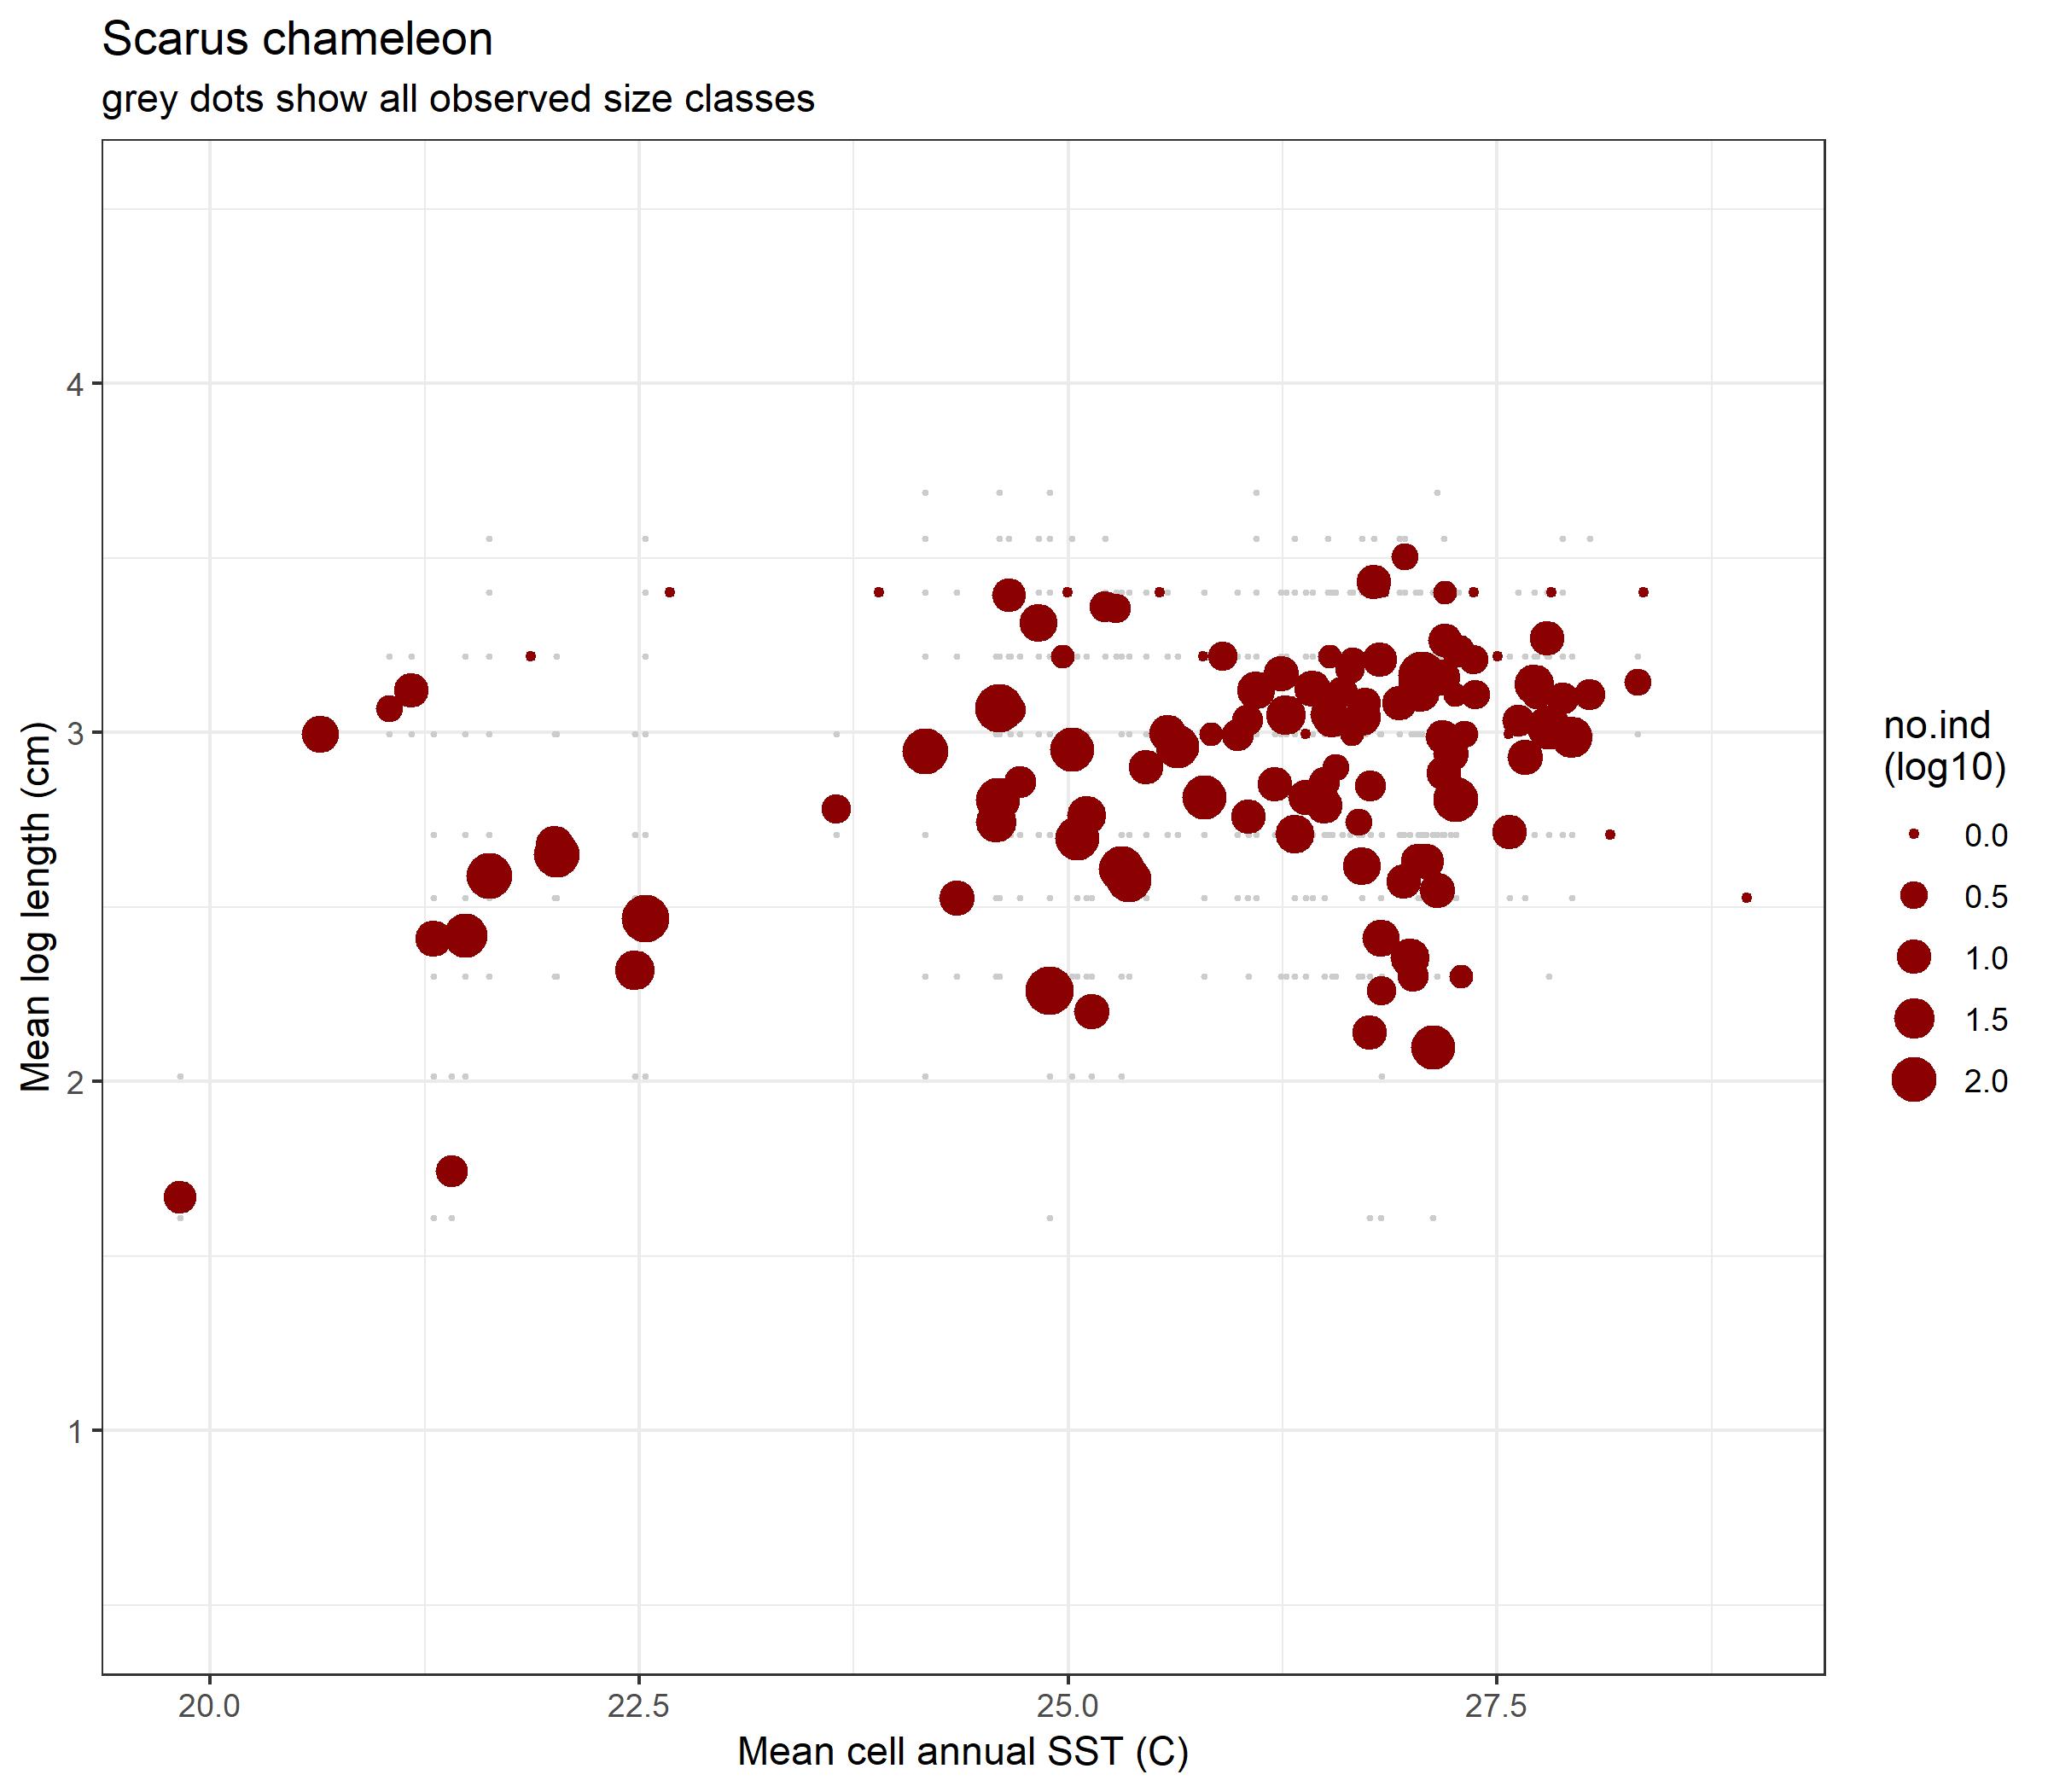 Scarus chameleon
grey dots show all observed size classes
Mean log length (cm)
4
3
2
1
20.0
22.5
25.0
27.5
Mean cell annual SST (C)
no.ind
(log10)
0.0
0.5
1.0
1.5
2.0